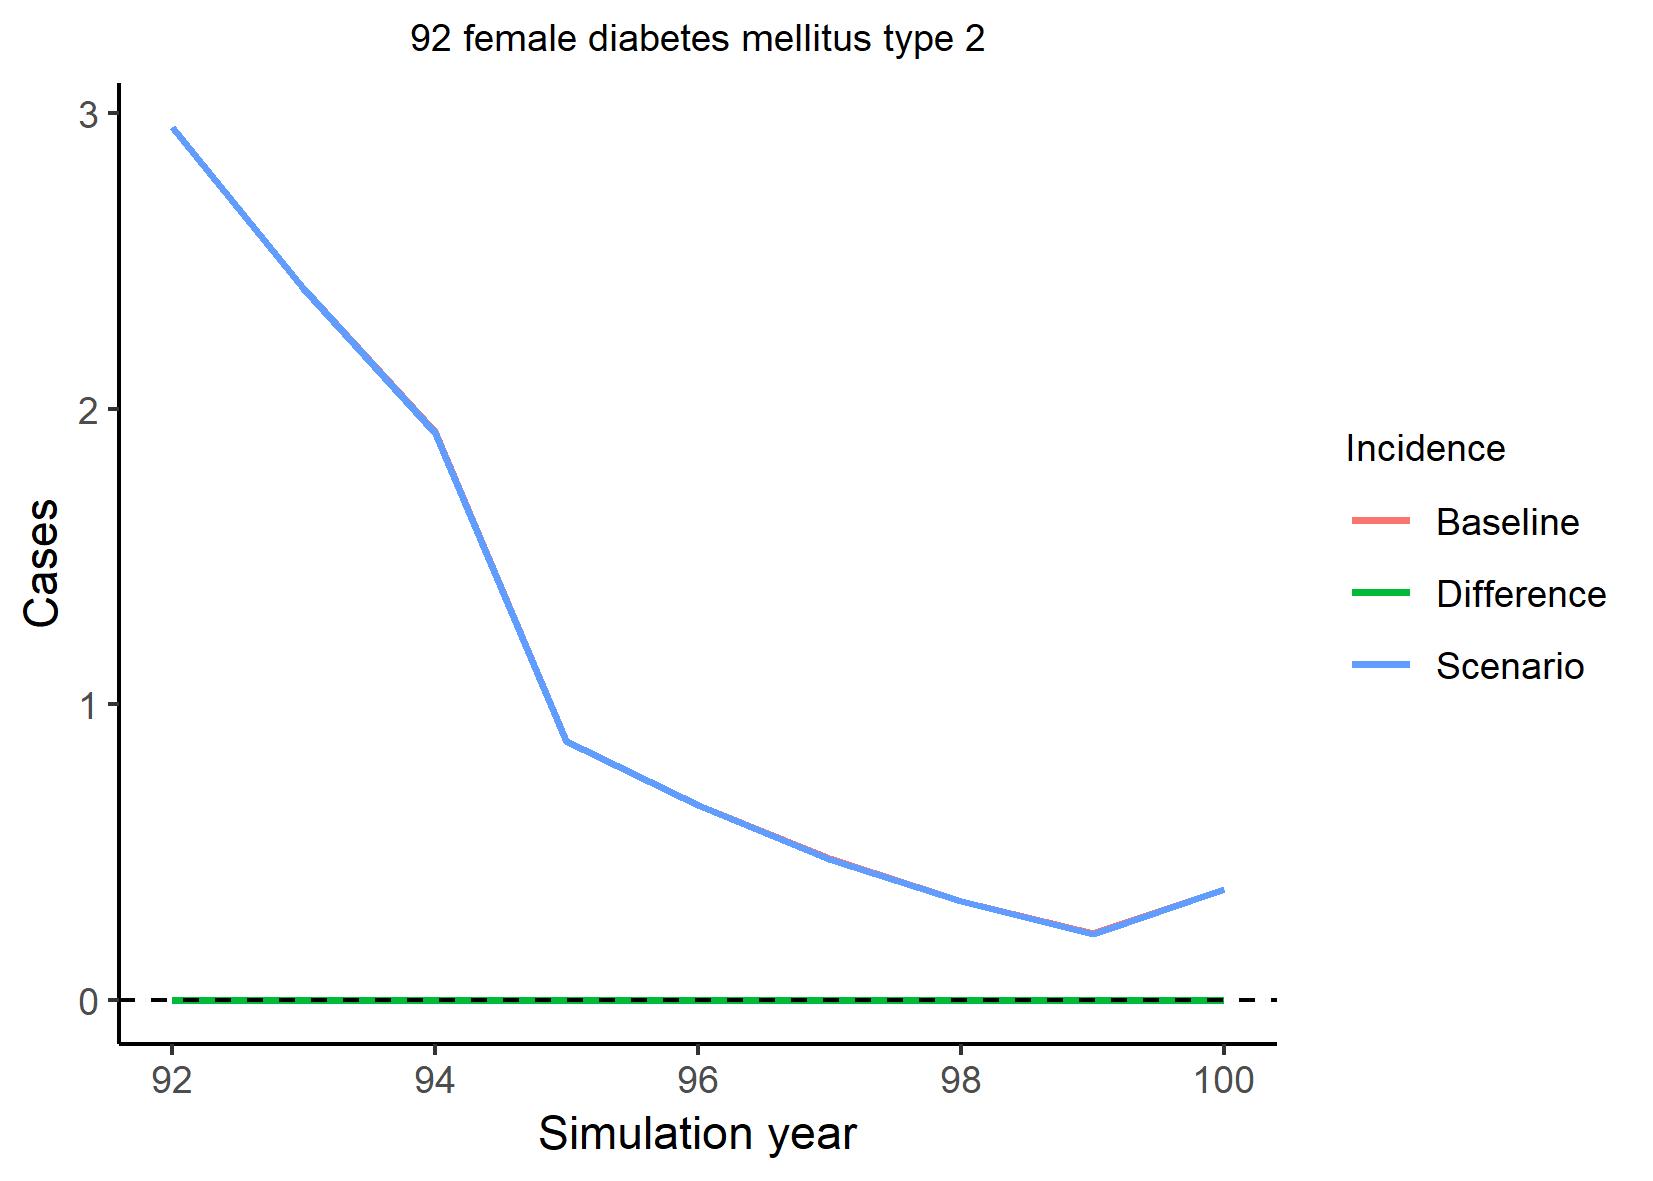 92 female diabetes mellitus type 2
3
2
1
0
Cases
92 94 96 98 100
Simulation year
Incidence
Baseline
Difference
Scenario